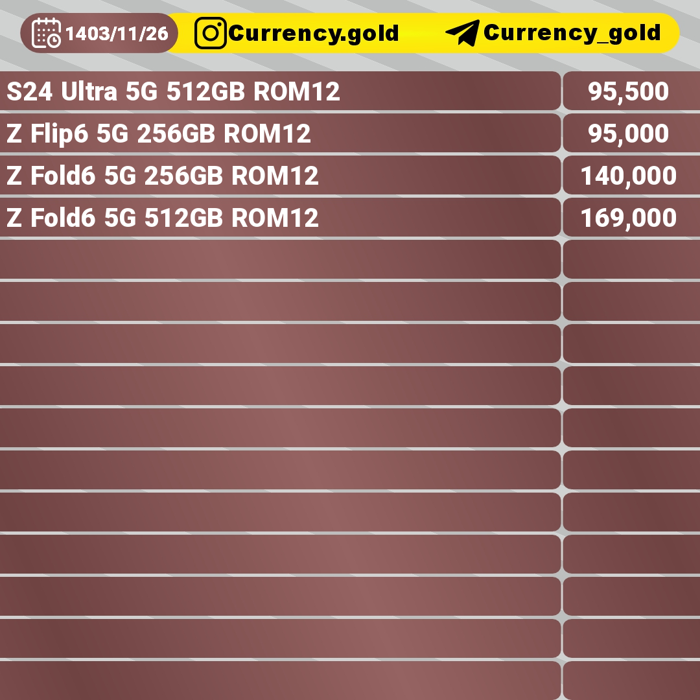 1403/11/26 Currency.gold Currency_gold
S24 Ultra 5G 512GB ROM12 95,500
Z Flip6 5G 256GB ROM12 95,000
Z Fold6 5G 256GB ROM12 140,000
Z Fold6 5G 512GB ROM12 169,000